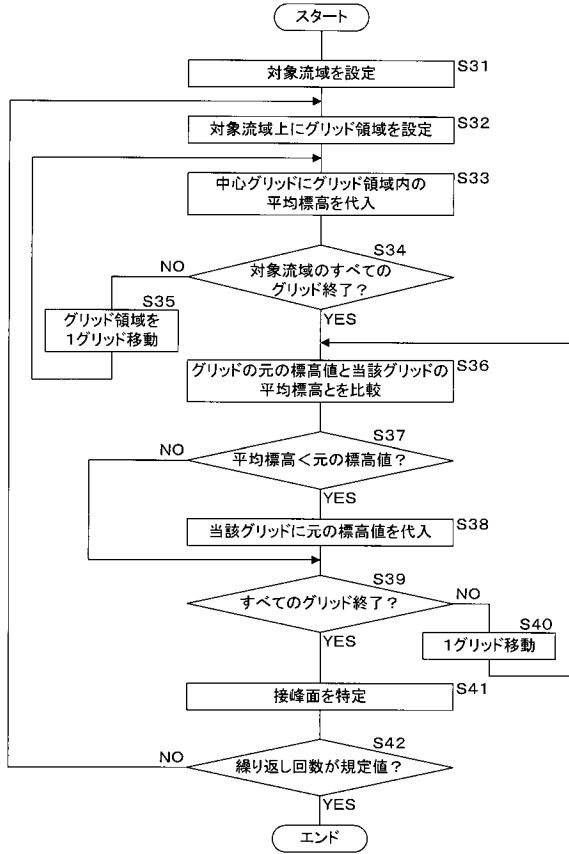 スタート
対象流域を設定
S31
対象流域上にグリッド領域を設定
S32
中心グリッドにグリッド領域内の
平均標高を代入
S33
S34
対象流域のすべての
グリッド終了？
NO
YES
S35
グリッド領域を
1グリッド移動
グリッドの元の標高値と当該グリッドの
平均標高とを比較
S36
S37
平均標高＜元の標高値？
NO
YES
当該グリッドに元の標高値を代入
S38
S39
すべてのグリッド終了？
NO
YES
S40
1グリッド移動
接峰面を特定
S41
S42
繰り返し回数が規定値？
NO
YES
エンド